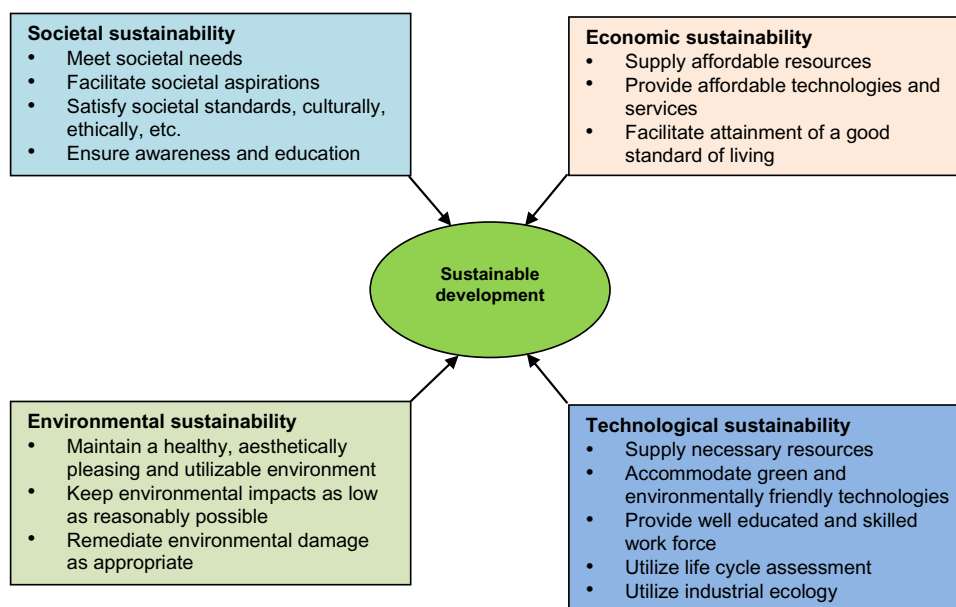 Societal sustainability
• Meet societal needs
• Facilitate societal aspirations
• Satisfy societal standards, culturally,
ethically, etc.
• Ensure awareness and education
Economic sustainability
• Supply affordable resources
• Provide affordable technologies and
services
• Facilitate attainment of a good
standard of living
Sustainable
development
Environmental sustainability
• Maintain a healthy, aesthetically
pleasing and utilizable environment
• Keep environmental impacts as low
as reasonably possible
• Remediate environmental damage
as appropriate
Technological sustainability
• Supply necessary resources
• Accommodate green and
environmentally friendly technologies
• Provide well educated and skilled
work force
• Utilize life cycle assessment
• Utilize industrial ecology